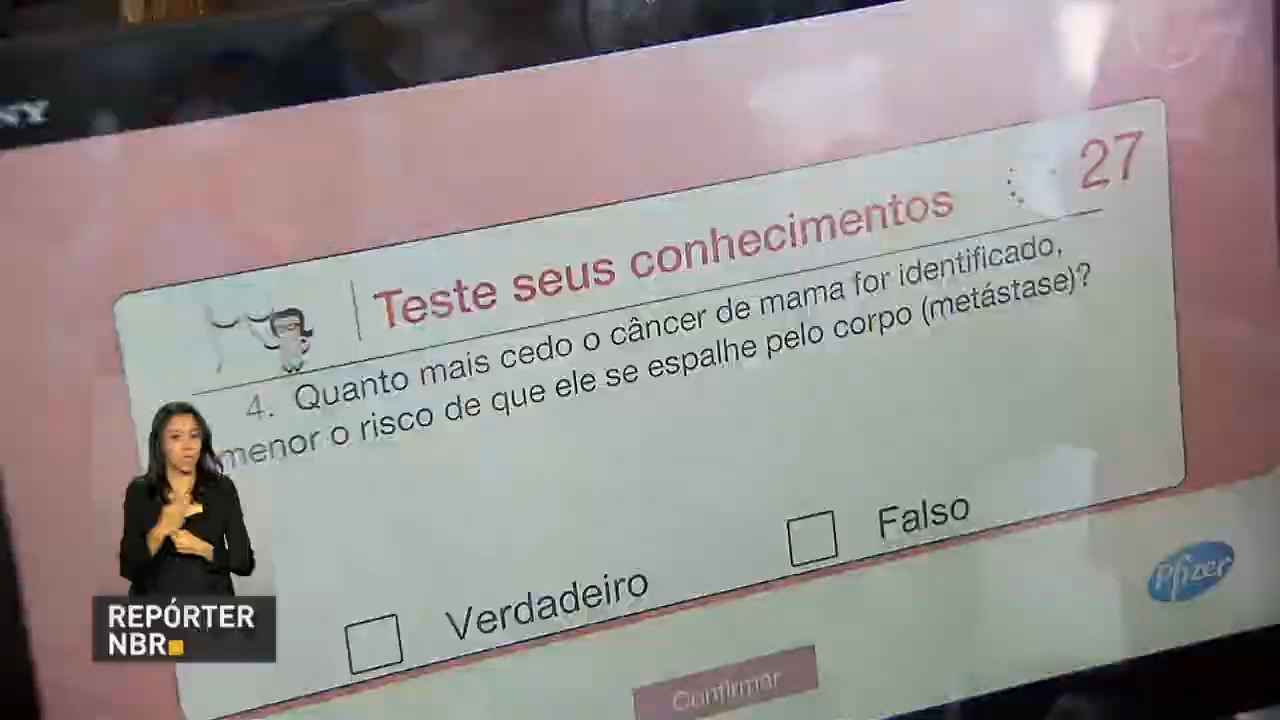 NY
27
Teste seus conhecimentos
4. Quanto mais cedo o câncer de mama for identificado,
menor o risco de que ele se espalhe pelo corpo (metástase)?
Falso
Verdadeiro
Pfizer
Confirmar
REPÓRTER
NBR